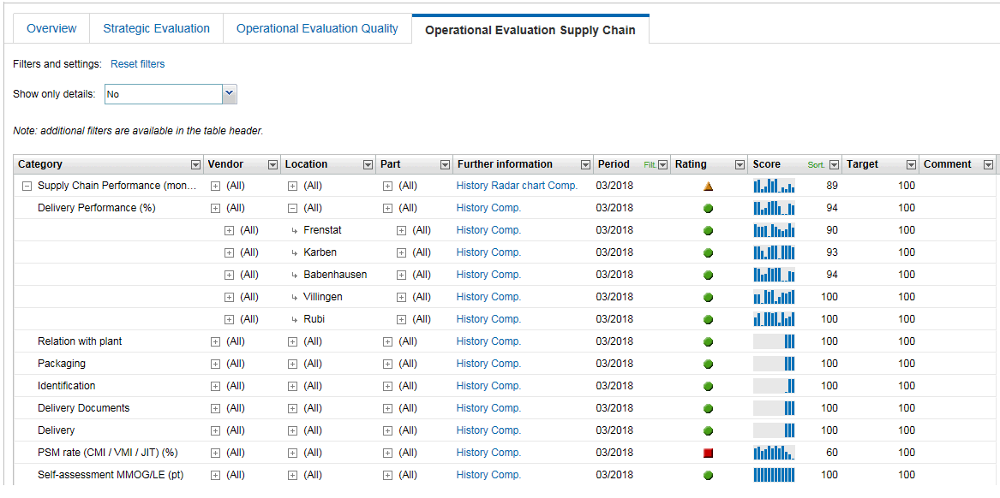 Overview Strategic Evaluation Operational Evaluation Quality Operational Evaluation Supply Chain
Filters and settings: Reset filters
Show only details: No
Note: additional filters are available in the table header.
Category Vendor Location Part Further information Period Filt. Rating Score Sort. Target Comment
Supply Chain Performance (mon... (All) (All) (All) History Radar chart Comp. 03/2018 89 100
Delivery Performance (%) (All) (All) (All) History Comp. 03/2018 94 100
(All) Frenstat (All) History Comp. 03/2018 90 100
(All) Karben (All) History Comp. 03/2018 93 100
(All) Babenhausen (All) History Comp. 03/2018 94 100
(All) Villingen (All) History Comp. 03/2018 100 100
(All) Rubi (All) History Comp. 03/2018 100 100
Relation with plant (All) (All) (All) History Comp. 03/2018 100 100
Packaging (All) (All) (All) History Comp. 03/2018 100 100
Identification (All) (All) (All) History Comp. 03/2018 100 100
Delivery Documents (All) (All) (All) History Comp. 03/2018 100 100
Delivery (All) (All) (All) History Comp. 03/2018 100 100
PSM rate (CMI / VMI / JIT) (%) (All) (All) (All) History Comp. 03/2018 60 100
Self-assessment MMOG/LE (pt) (All) (All) (All) History Comp. 03/2018 100 100